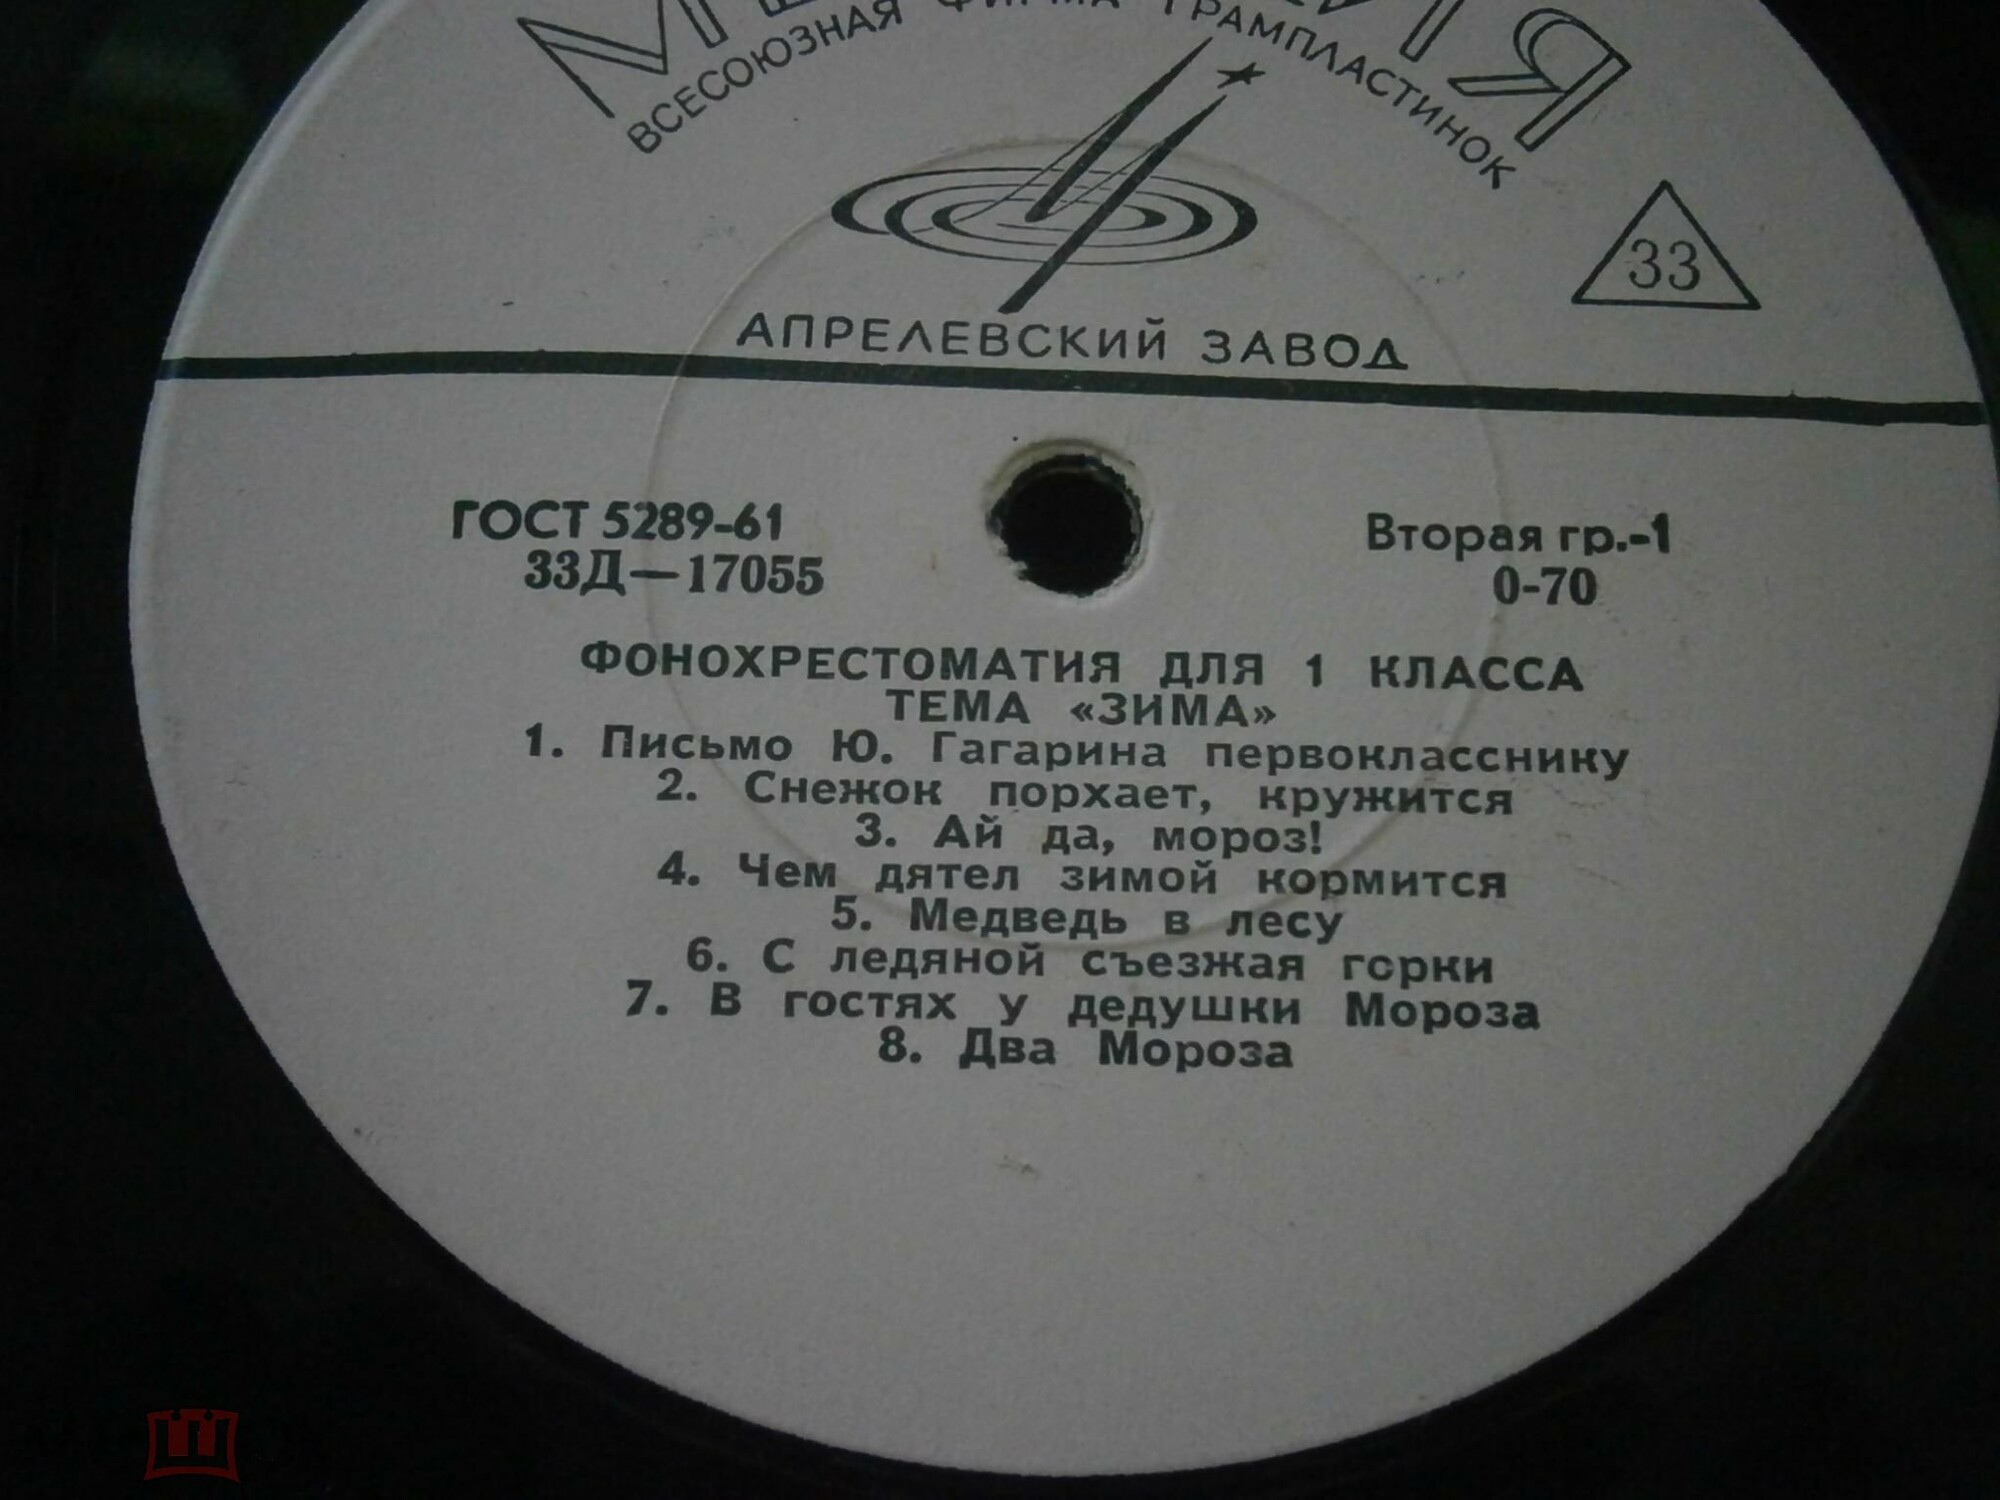 ВСЕСОЮЗНАЯ ФИРМА ГРАМПЛАСТИНОК
33
АПРЕЛЕВСКИЙ ЗАВОД
ГОСТ 5289-61
33Д—17055
Вторая гр.-1
0-70
ФОНОХРЕСТОМАТИЯ ДЛЯ 1 КЛАССА
ТЕМА «ЗИМА»
1. Письмо Ю. Гагарина первокласснику
2. Снежок порхает, кружится
3. Ай да, мороз!
4. Чем дятел зимой кормится
5. Медведь в лесу
6. С ледяной съезжая горки
7. В гостях у дедушки Мороза
8. Два Мороза